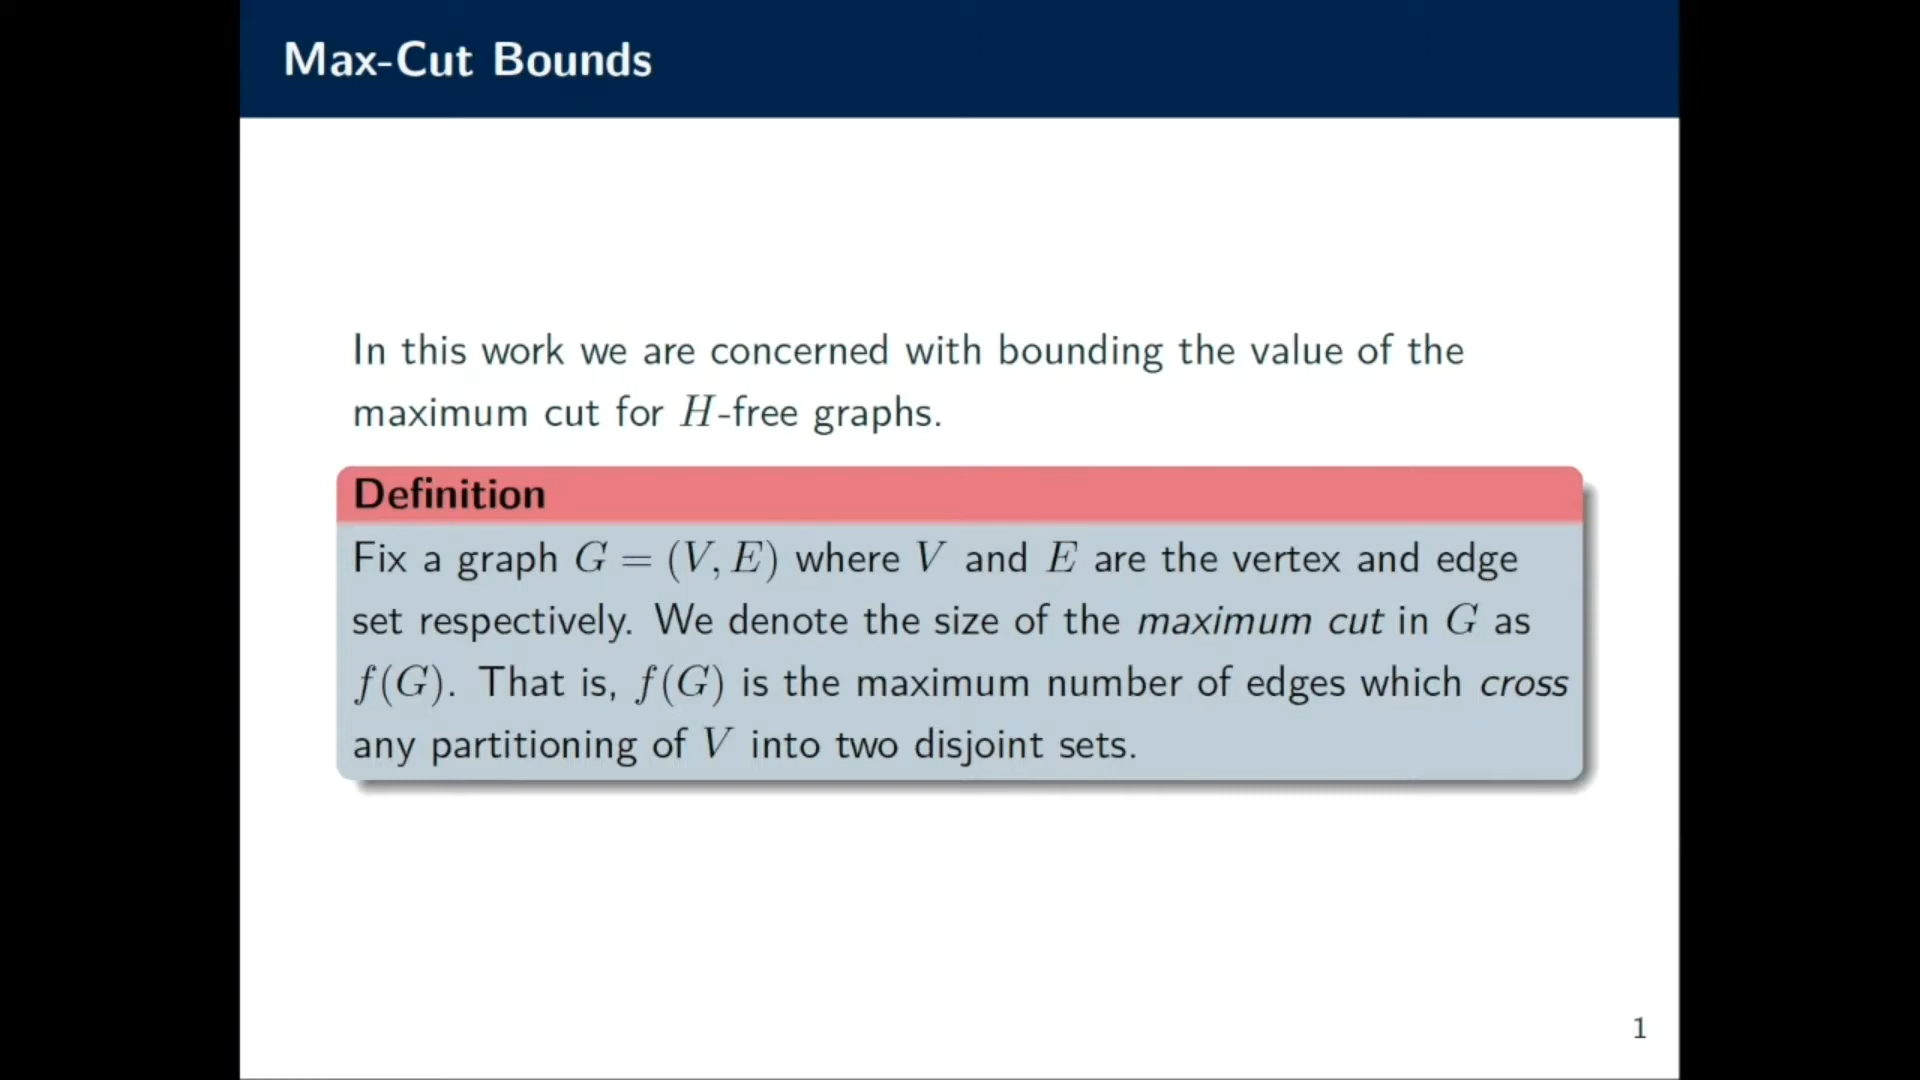 Max-Cut Bounds
In this work we are concerned with bounding the value of the
maximum cut for H-free graphs.
Definition
Fix a graph G = (V, E) where V and E are the vertex and edge
set respectively. We denote the size of the maximum cut in G as
f(G). That is, f(G) is the maximum number of edges which cross
any partitioning of V into two disjoint sets.
1